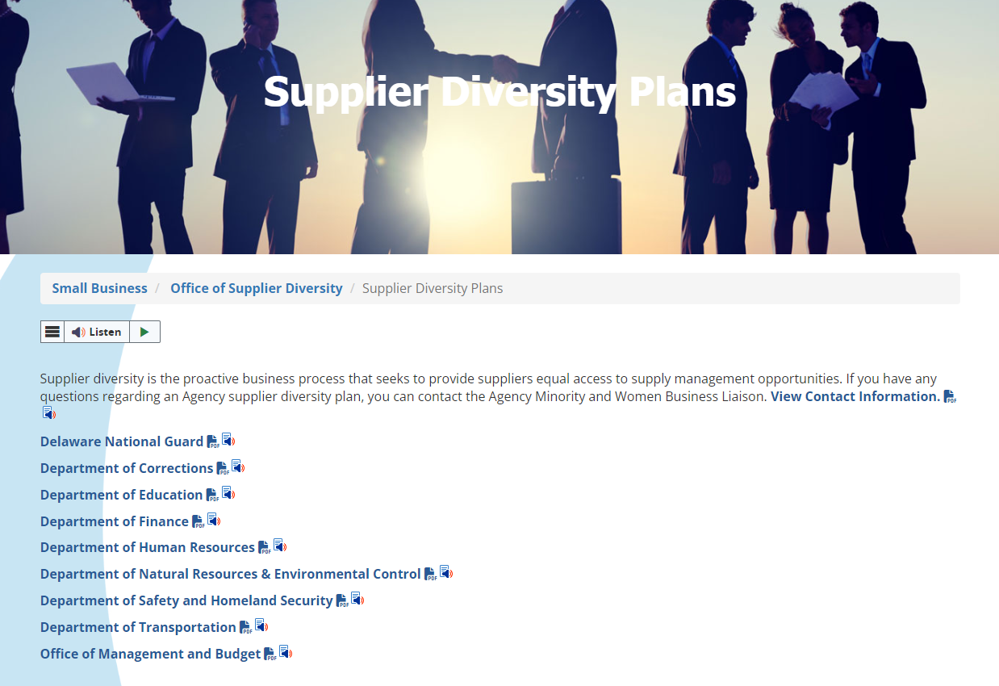 Supplier Diversity Plans
Small Business / Office of Supplier Diversity / Supplier Diversity Plans
Listen
Supplier diversity is the proactive business process that seeks to provide suppliers equal access to supply management opportunities. If you have any
questions regarding an Agency supplier diversity plan, you can contact the Agency Minority and Women Business Liaison. View Contact Information. PDF
Delaware National Guard PDF
Department of Corrections PDF
Department of Education PDF
Department of Finance PDF
Department of Human Resources PDF
Department of Natural Resources & Environmental Control PDF
Department of Safety and Homeland Security PDF
Department of Transportation PDF
Office of Management and Budget PDF